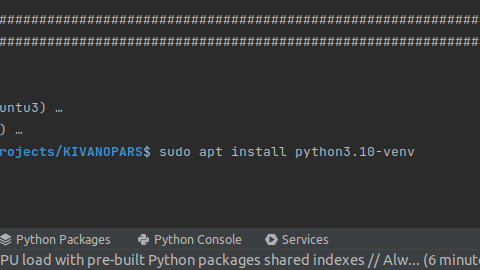 ############################################################
############################################################
untu3) …
) …
rojects/KIVANOPARS$ sudo apt install python3.10-venv
Python Packages Python Console Services
PU load with pre-built Python packages shared indexes // Alw... (6 minute